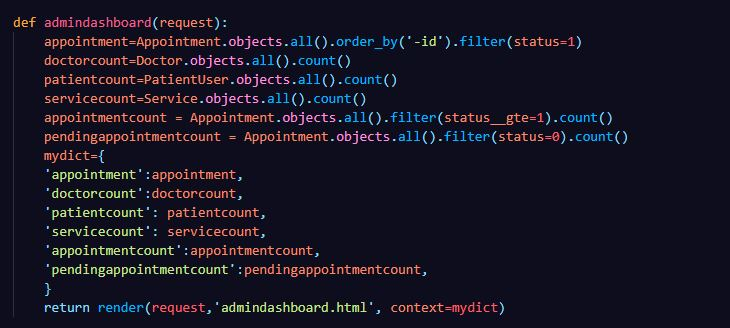 def admindashboard(request):
    appointment=Appointment.objects.all().order_by('-id').filter(status=1)
    doctorcount=Doctor.objects.all().count()
    patientcount=PatientUser.objects.all().count()
    servicecount=Service.objects.all().count()
    appointmentcount = Appointment.objects.all().filter(status__gte=1).count()
    pendingappointmentcount = Appointment.objects.all().filter(status=0).count()
    mydict={
    'appointment':appointment,
    'doctorcount':doctorcount,
    'patientcount': patientcount,
    'servicecount': servicecount,
    'appointmentcount':appointmentcount,
    'pendingappointmentcount':pendingappointmentcount,
    }
    return render(request,'admindashboard.html', context=mydict)